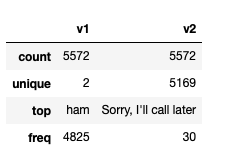 v1 v2
count 5572 5572
unique 2 5169
top ham Sorry, I'll call later
freq 4825 30